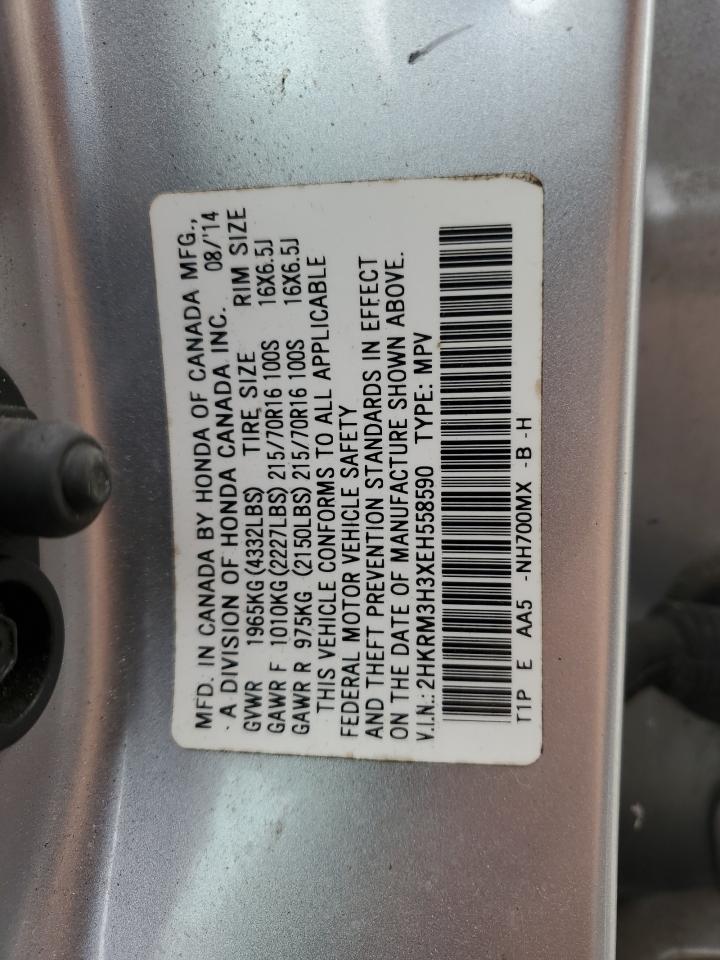 MFD. IN CANADA BY HONDA OF CANADA MFG.,
A DIVISION OF HONDA CANADA INC. 08/'14
GVWR 1965KG (4332LBS) TIRE SIZE RIM SIZE
GAWR F 1010KG (2227LBS) 215/70R16 100S 16X6.5J
GAWR R 975KG (2150LBS) 215/70R16 100S 16X6.5J
THIS VEHICLE CONFORMS TO ALL APPLICABLE
FEDERAL MOTOR VEHICLE SAFETY
AND THEFT PREVENTION STANDARDS IN EFFECT
ON THE DATE OF MANUFACTURE SHOWN ABOVE.
V.I.N.: 2HKRM3H3XEH558590 TYPE: MPV
T1P E AA5 -NH700MX -B-H